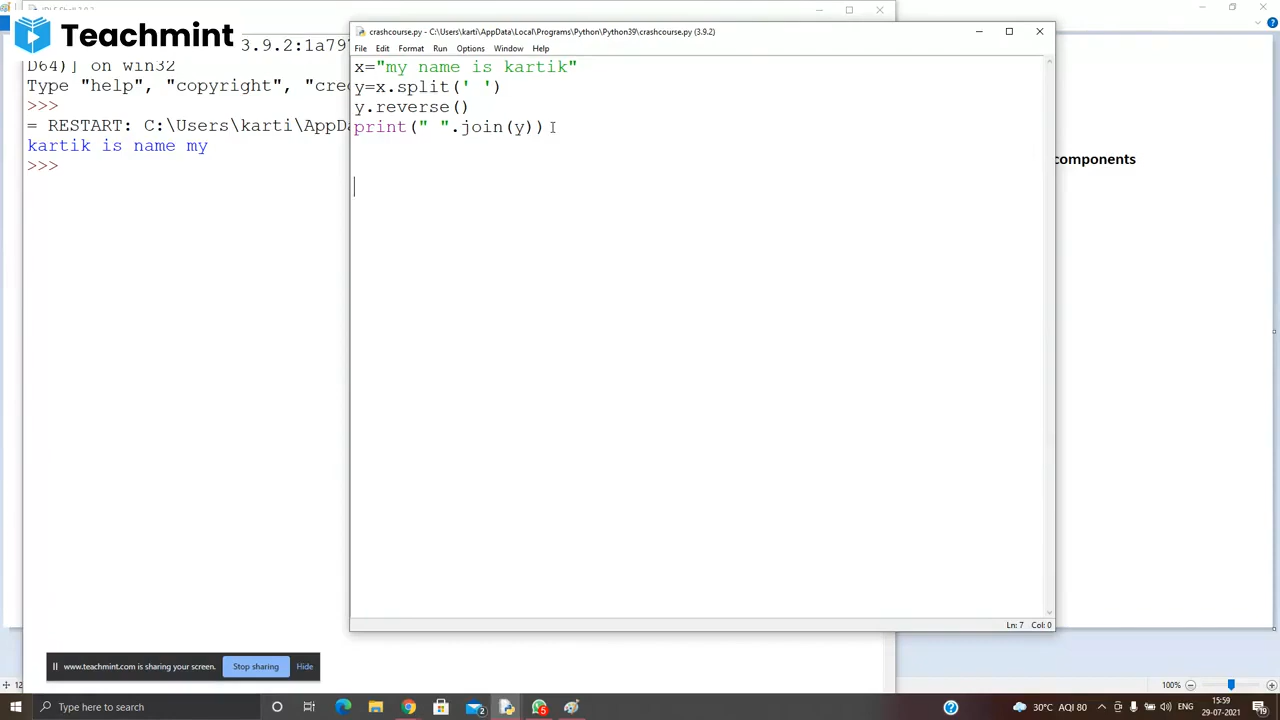 Teachmint
3.9.2:1a79
D64)] on win32
Type "help", "copyright", "cre
>>>
= RESTART: C:\Users\karti\AppDa
kartik is name my
>>>
crashcourse.py - C:\Users\karti\AppData\Local\Programs\Python\Python39\crashcourse.py (3.9.2)
File Edit Format Run Options Window Help
x="my name is kartik"
y=x.split(' ')
y.reverse()
print(" ".join(y))
components
Ln: 7 Col: 0
www.teachmint.com is sharing your screen. Stop sharing Hide
12
100%
Type here to search
2
5
30°C AQI 80
ENG
15:59
29-07-2021